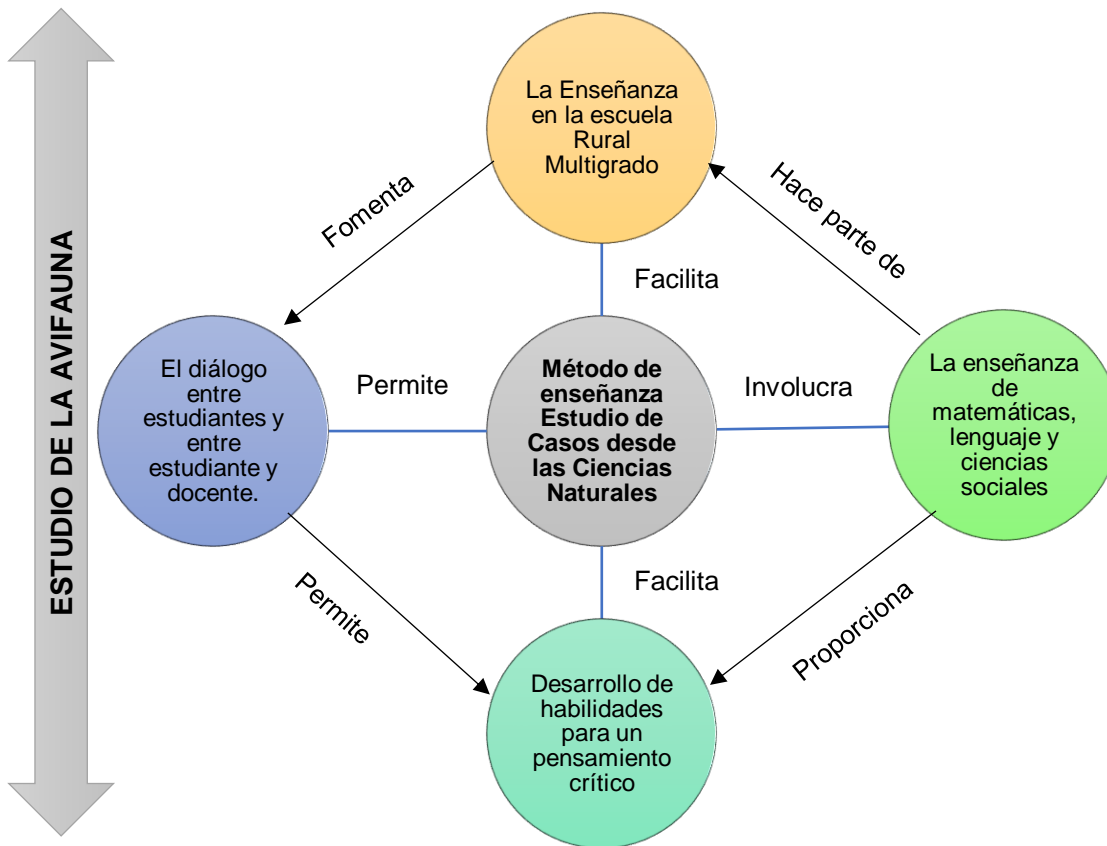 ESTUDIO DE LA AVIFAUNA
La Enseñanza
en la escuela
Rural
Multigrado
Fomenta
Hace parte de
Facilita
El diálogo
entre
estudiantes y
entre
estudiante y
docente.
Permite
Método de
enseñanza
Estudio de
Casos desde
las Ciencias
Naturales
Involucra
La enseñanza
de
matemáticas,
lenguaje y
ciencias
sociales
Permite
Facilita
Proporciona
Desarrollo de
habilidades
para un
pensamiento
crítico